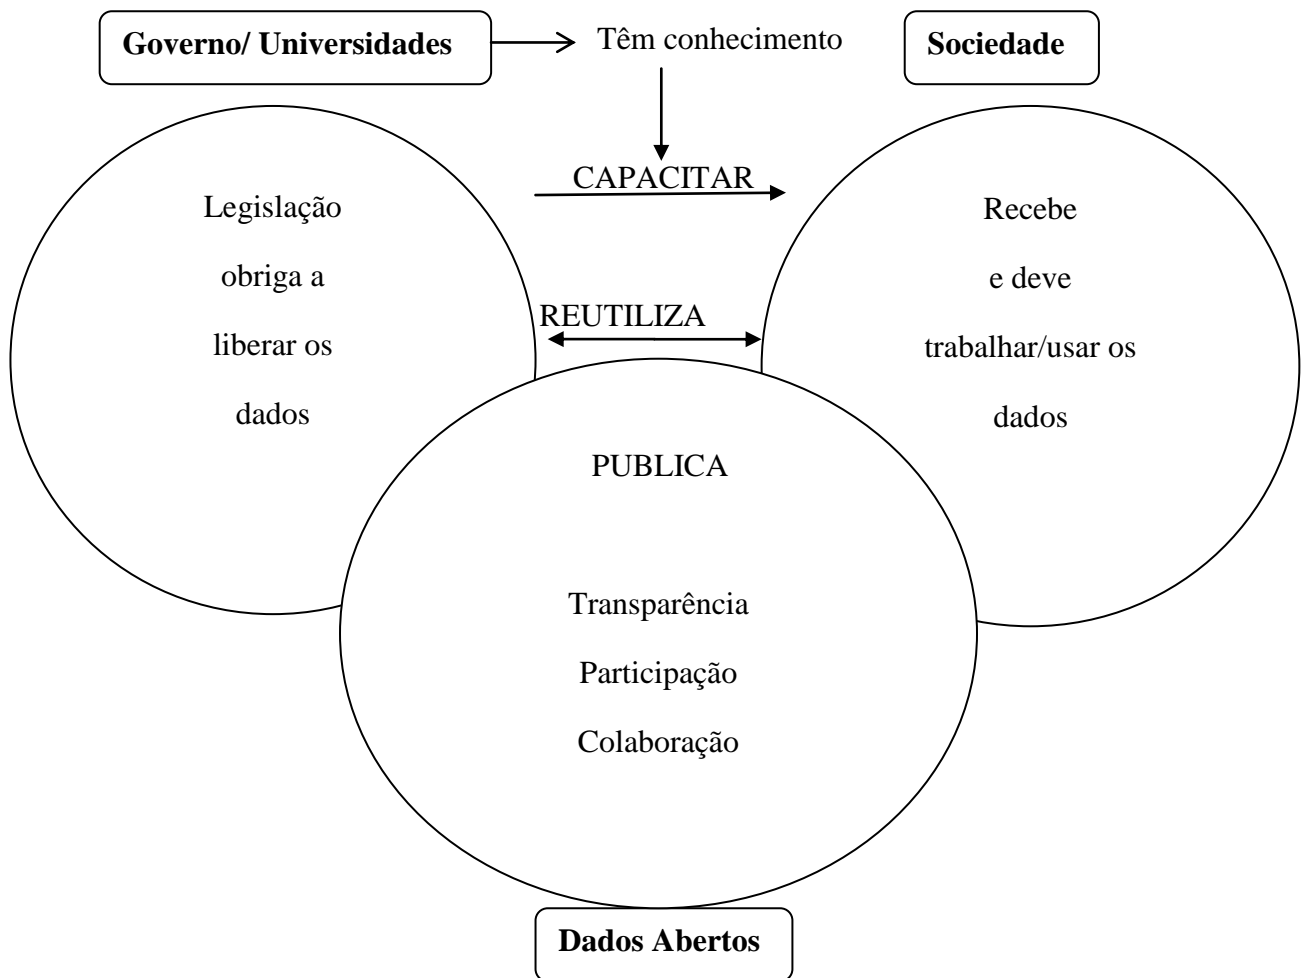 Governo/ Universidades
Têm conhecimento
Sociedade
CAPACITAR
Legislação
obriga a
liberar os
dados
Recebe
e deve
trabalhar/usar os
dados
REUTILIZA
PUBLICA
Transparência
Participação
Colaboração
Dados Abertos